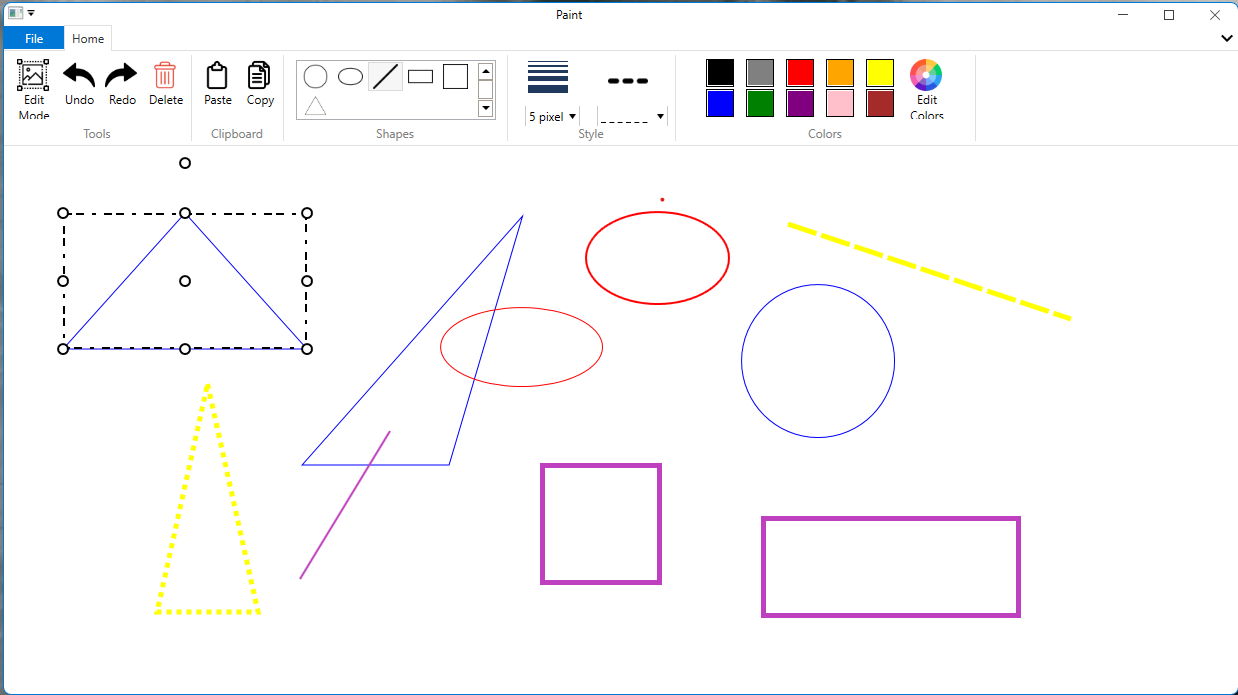 Paint
File
Home
Edit
Mode
Undo
Redo
Delete
Paste
Copy
5 pixel
Edit
Colors
Tools
Clipboard
Shapes
Style
Colors